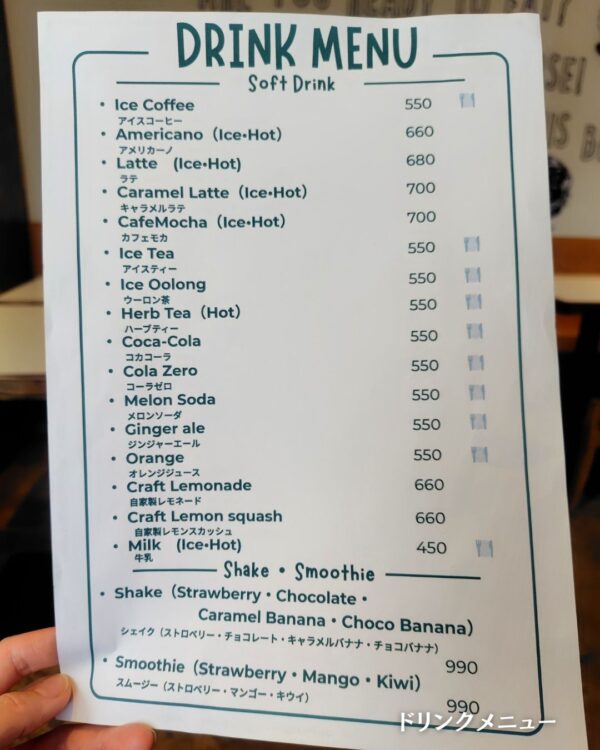 DRINK MENU
Soft Drink
• Ice Coffee 550
アイスコーヒー
• Americano（Ice•Hot） 660
アメリカーノ
• Latte （Ice•Hot） 680
ラテ
• Caramel Latte（Ice•Hot） 700
キャラメルラテ
• CafeMocha（Ice•Hot） 700
カフェモカ
• Ice Tea 550
アイスティー
• Ice Oolong 550
ウーロン茶
• Herb Tea（Hot） 550
ハーブティー
• Coca-Cola 550
コカコーラ
• Cola Zero 550
コーラゼロ
• Melon Soda 550
メロンソーダ
• Ginger ale 550
ジンジャーエール
• Orange 550
オレンジジュース
• Craft Lemonade 660
自家製レモネード
• Craft Lemon squash 660
自家製レモンスカッシュ
• Milk （Ice•Hot） 450
牛乳
Shake • Smoothie
• Shake（Strawberry・Chocolate・
Caramel Banana・Choco Banana）
シェイク（ストロベリー・チョコレート・キャラメルバナナ・チョコバナナ）
990
• Smoothie（Strawberry・Mango・Kiwi）
スムージー（ストロベリー・マンゴー・キウイ）
990
ドリンクメニュー